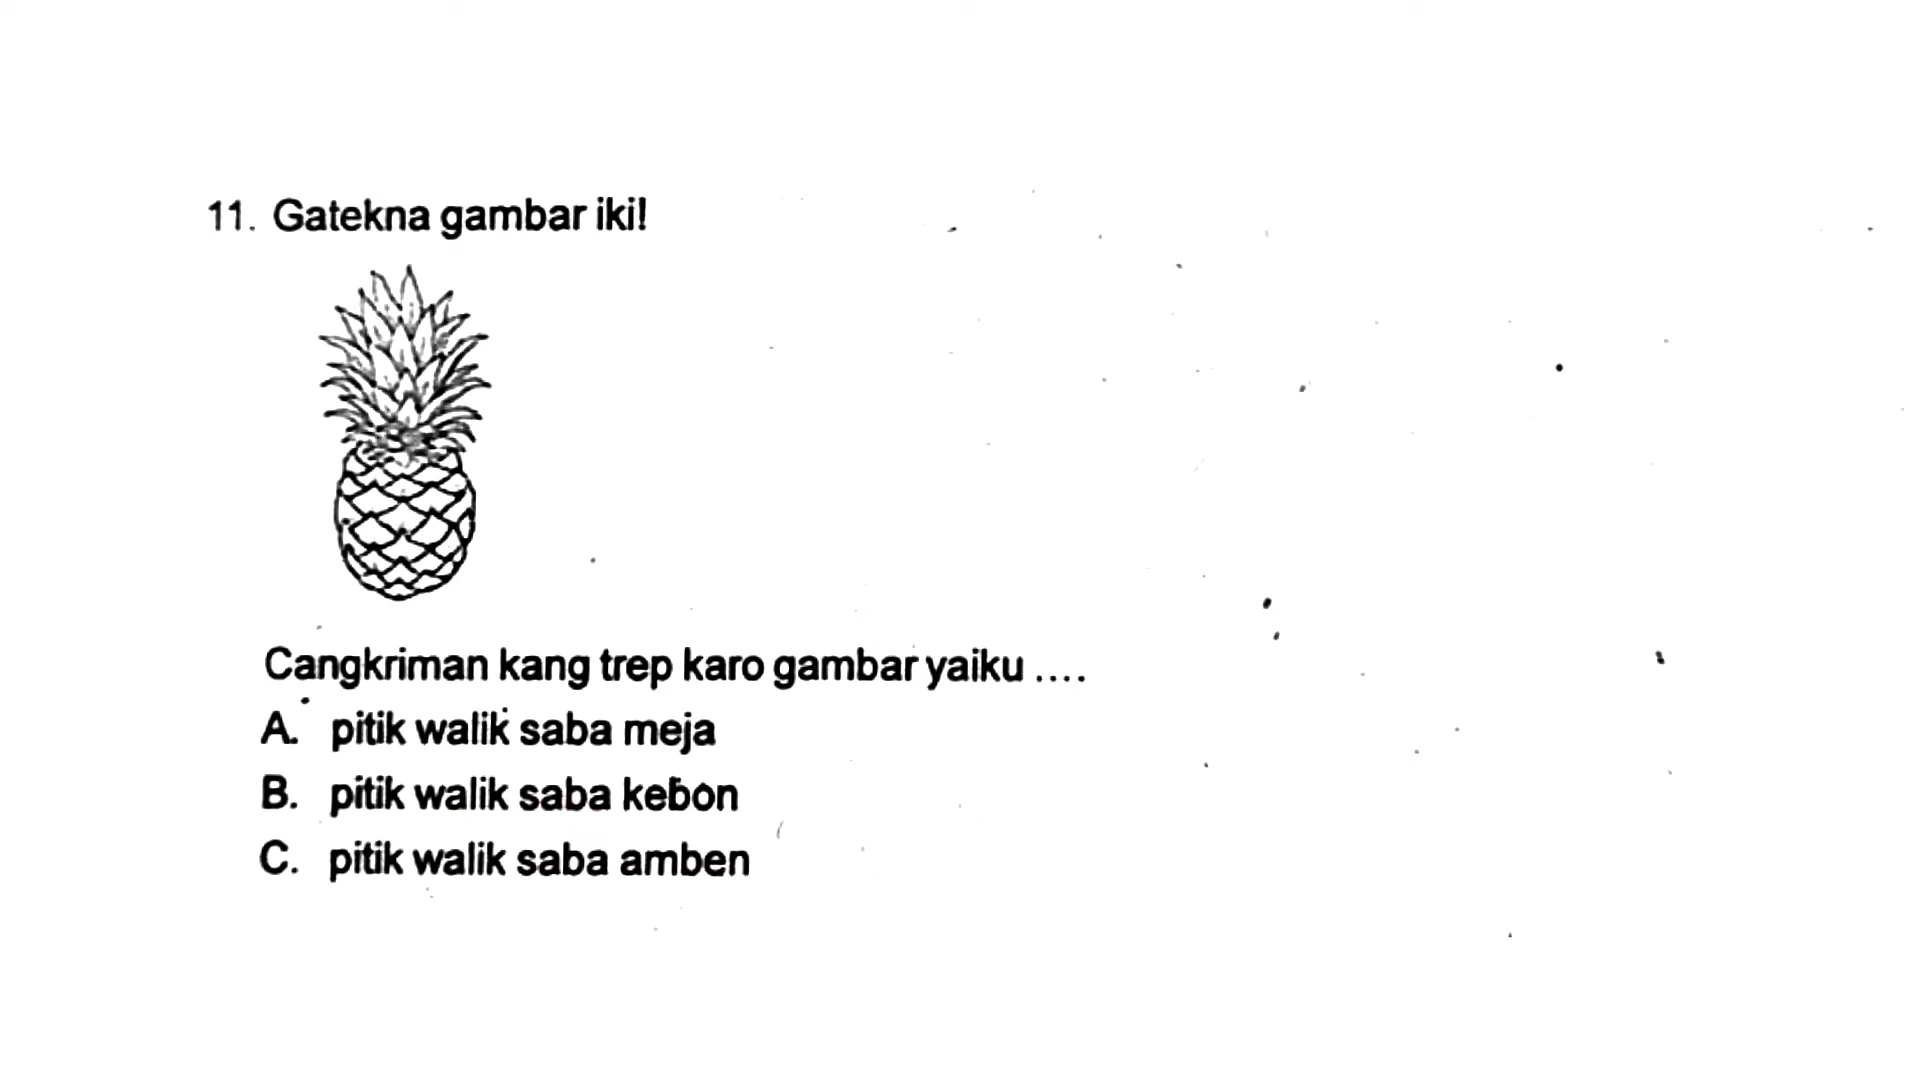 11. Gatekna gambar iki!
Cangkriman kang trep karo gambar yaiku ....
A. pitik walik saba meja
B. pitik walik saba kebon
C. pitik walik saba amben